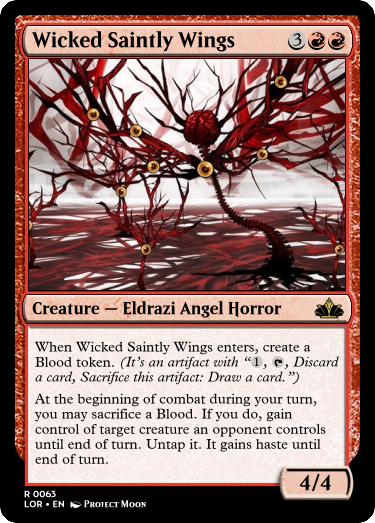 Wicked Saintly Wings 3
Creature — Eldrazi Angel Horror
When Wicked Saintly Wings enters, create a
Blood token. (It's an artifact with “1, , Discard
a card, Sacrifice this artifact: Draw a card.”)
At the beginning of combat during your turn,
you may sacrifice a Blood. If you do, gain
control of target creature an opponent controls
until end of turn. Untap it. It gains haste until
end of turn.
4/4
R 0063
LOR • EN Project Moon